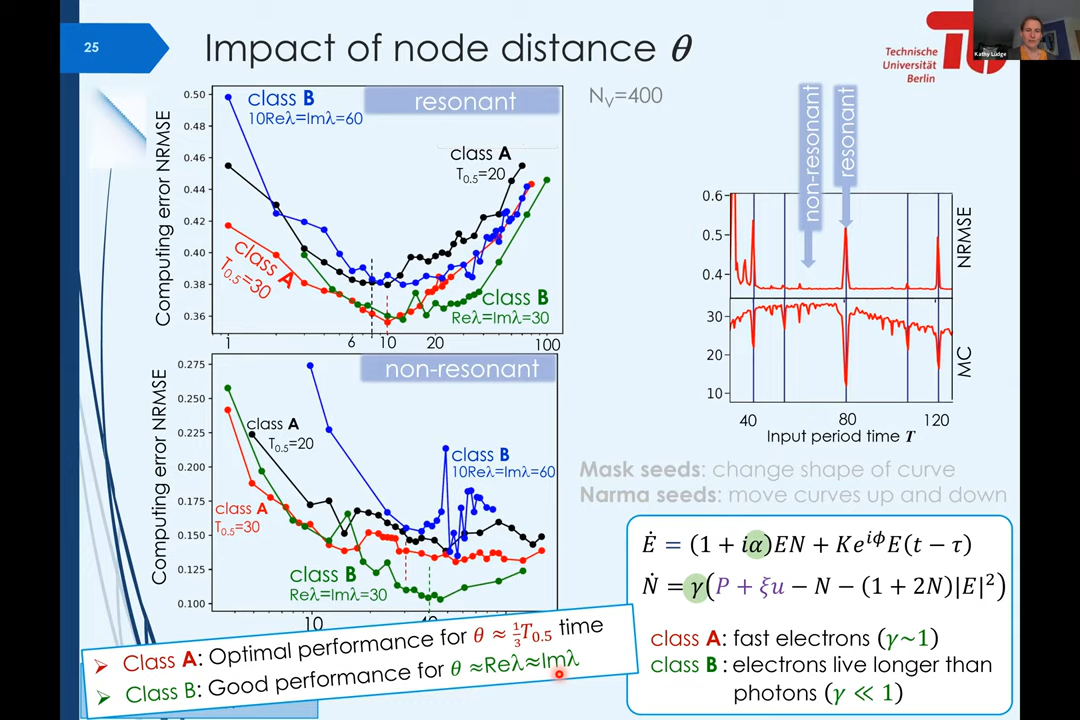 25
Impact of node distance θ
Technische
Universität
Berlin
Kathy Lüdge
resonant
N_V=400
class B
10Reλ=Imλ=60
class A
T_0.5=20
class A
T_0.5=30
class B
Reλ=Imλ=30
Computing error NRMSE
0.50
0.48
0.46
0.44
0.42
0.40
0.38
0.36
1
6
10
20
100
non-resonant
class A
T_0.5=20
class B
10Reλ=Imλ=60
class A
T_0.5=30
class B
Reλ=Imλ=30
Computing error NRMSE
0.275
0.250
0.225
0.200
0.175
0.150
0.125
0.100
10
non-resonant
resonant
0.6
0.5
0.4
NRMSE
30
20
10
MC
40
80
120
Input period time T
Mask seeds: change shape of curve
Narma seeds: move curves up and down
Ė = (1 + iα)EN + Ke^{iϕ}E(t − τ)
Ṅ = γ(P + ξu − N − (1 + 2N)|E|²)
class A: fast electrons (γ~1)
class B : electrons live longer than
photons (γ ≪ 1)
➢ Class A: Optimal performance for θ ≈ ⅓T_0.5 time
➢ Class B: Good performance for θ ≈Reλ≈Imλ